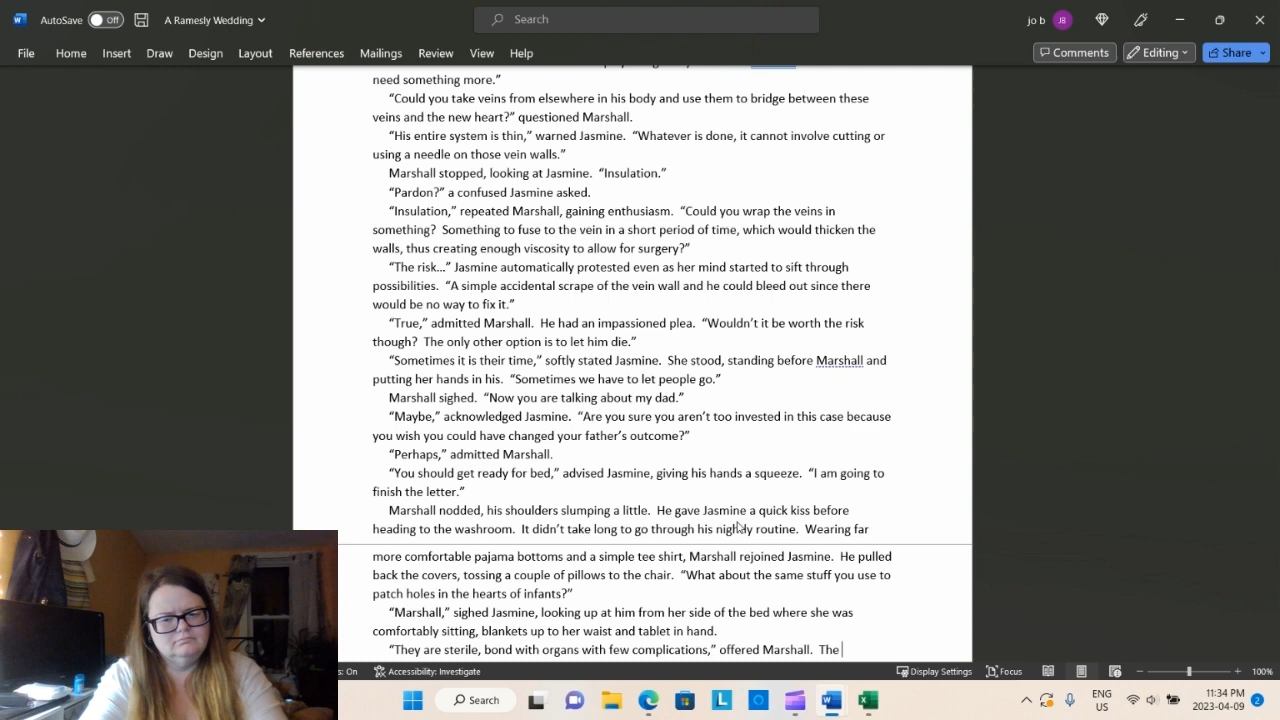 AutoSave Off A Ramesly Wedding Search jo b JB
File Home Insert Draw Design Layout References Mailings Review View Help Comments Editing Share
need something more.”
“Could you take veins from elsewhere in his body and use them to bridge between these
veins and the new heart?” questioned Marshall.
“His entire system is thin,” warned Jasmine.  “Whatever is done, it cannot involve cutting or
using a needle on those vein walls.”
Marshall stopped, looking at Jasmine.  “Insulation.”
“Pardon?” a confused Jasmine asked.
“Insulation,” repeated Marshall, gaining enthusiasm.  “Could you wrap the veins in
something?  Something to fuse to the vein in a short period of time, which would thicken the
walls, thus creating enough viscosity to allow for surgery?”
“The risk…” Jasmine automatically protested even as her mind started to sift through
possibilities.  “A simple accidental scrape of the vein wall and he could bleed out since there
would be no way to fix it.”
“True,” admitted Marshall.  He had an impassioned plea.  “Wouldn’t it be worth the risk
though?  The only other option is to let him die.”
“Sometimes it is their time,” softly stated Jasmine.  She stood, standing before Marshall and
putting her hands in his.  “Sometimes we have to let people go.”
Marshall sighed.  “Now you are talking about my dad.”
“Maybe,” acknowledged Jasmine.  “Are you sure you aren’t too invested in this case because
you wish you could have changed your father’s outcome?”
“Perhaps,” admitted Marshall.
“You should get ready for bed,” advised Jasmine, giving his hands a squeeze.  “I am going to
finish the letter.”
Marshall nodded, his shoulders slumping a little.  He gave Jasmine a quick kiss before
heading to the washroom.  It didn’t take long to go through his nightly routine.  Wearing far
more comfortable pajama bottoms and a simple tee shirt, Marshall rejoined Jasmine.  He pulled
back the covers, tossing a couple of pillows to the chair.  “What about the same stuff you use to
patch holes in the hearts of infants?”
“Marshall,” sighed Jasmine, looking up at him from her side of the bed where she was
comfortably sitting, blankets up to her waist and tablet in hand.
“They are sterile, bond with organs with few complications,” offered Marshall.  The
: On Accessibility: Investigate Display Settings Focus 100%
Search ENG US 11:34 PM 2023-04-09 2